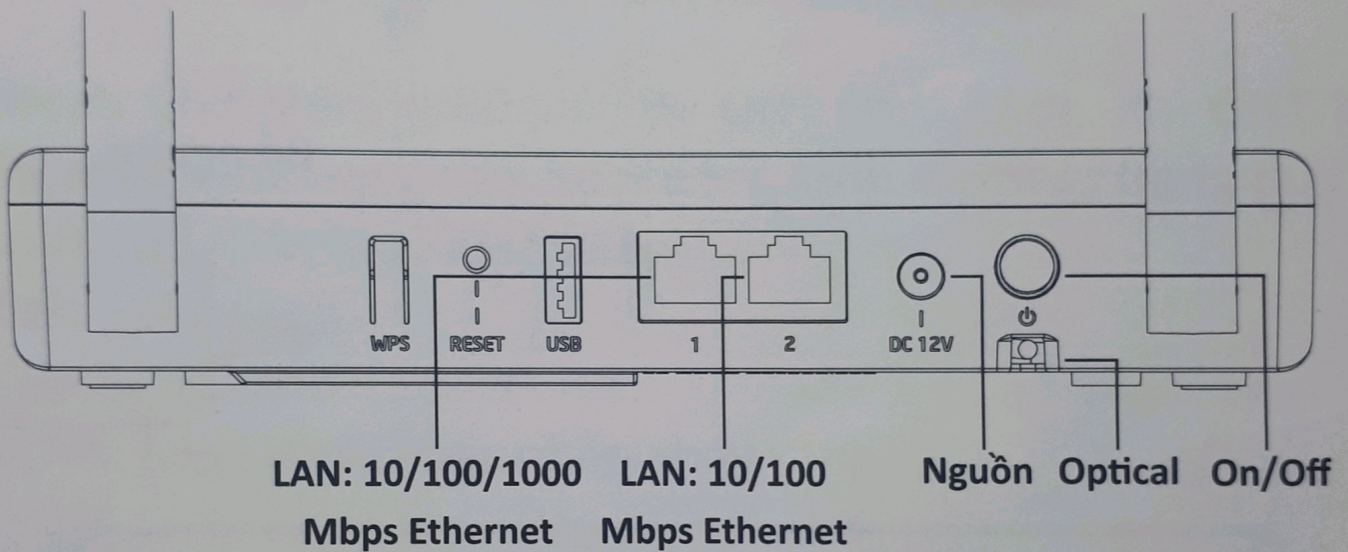 WPS RESET USB 1 2 DC 12V
LAN: 10/100/1000 LAN: 10/100 Nguồn Optical On/Off
Mbps Ethernet Mbps Ethernet